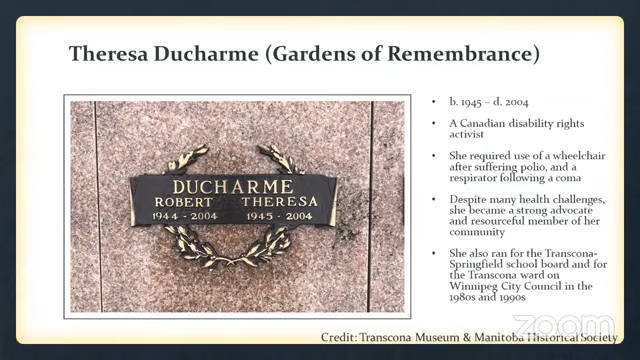 Theresa Ducharme (Gardens of Remembrance)
DUCHARME
ROBERT THERESA
1944 - 2004 1945 - 2004
• b. 1945 – d. 2004
• A Canadian disability rights
activist
• She required use of a wheelchair
after suffering polio, and a
respirator following a coma
• Despite many health challenges,
she became a strong advocate
and resourceful member of her
community
• She also ran for the Transcona-
Springfield school board and for
the Transcona ward on
Winnipeg City Council in the
1980s and 1990s
zoom
Credit: Transcona Museum & Manitoba Historical Society